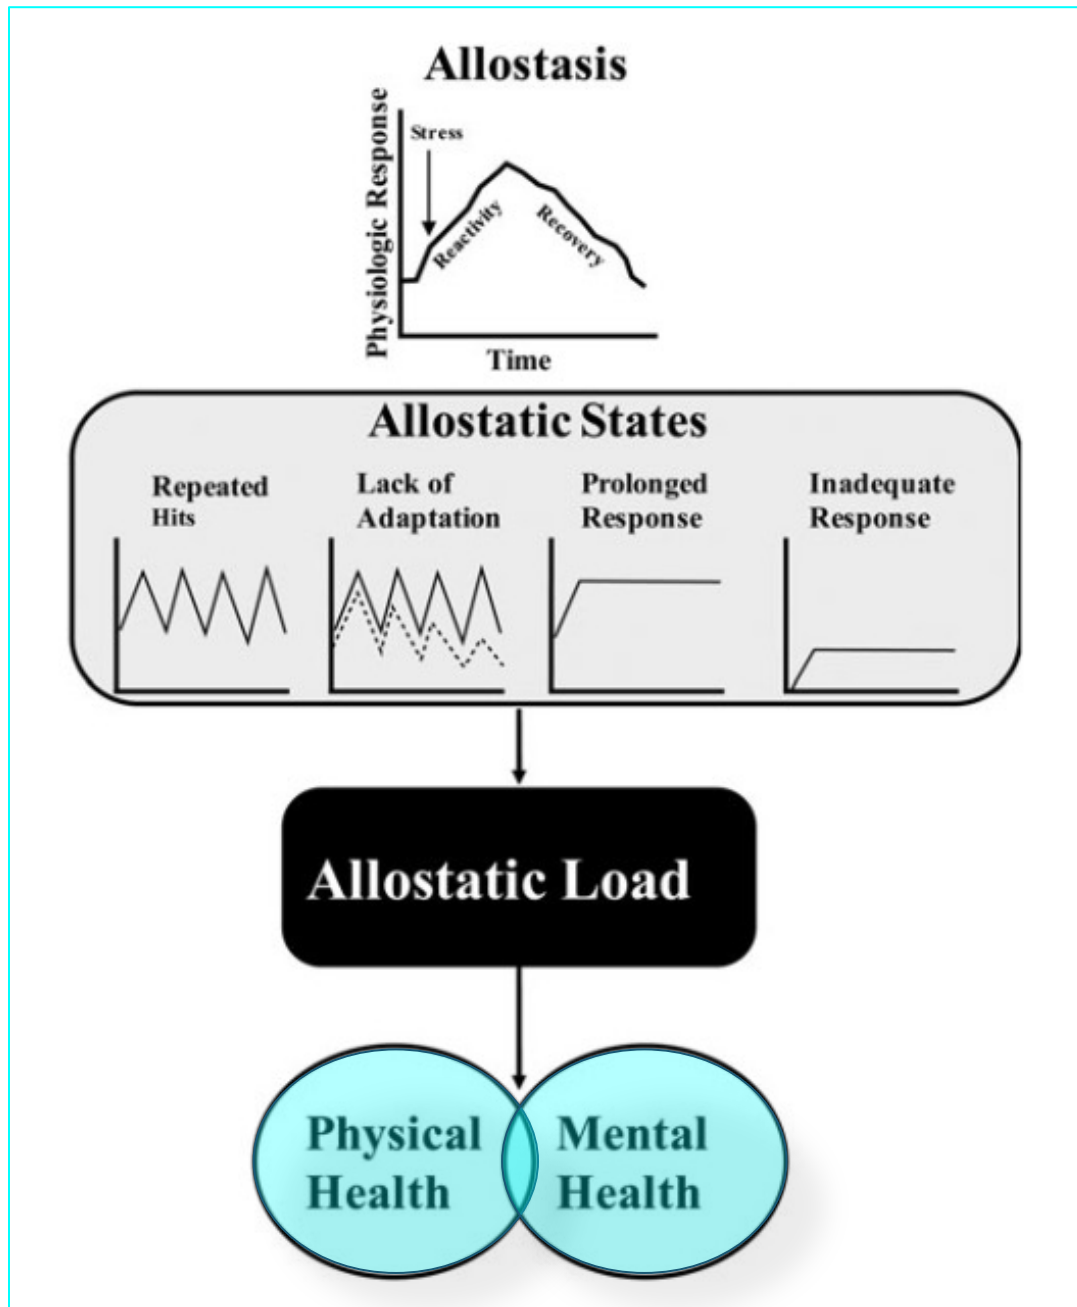 Allostasis
Physiologic Response
Stress
Reactivity
Recovery
Time
Allostatic States
Repeated
Hits
Lack of
Adaptation
Prolonged
Response
Inadequate
Response
Allostatic Load
Physical
Health
Mental
Health